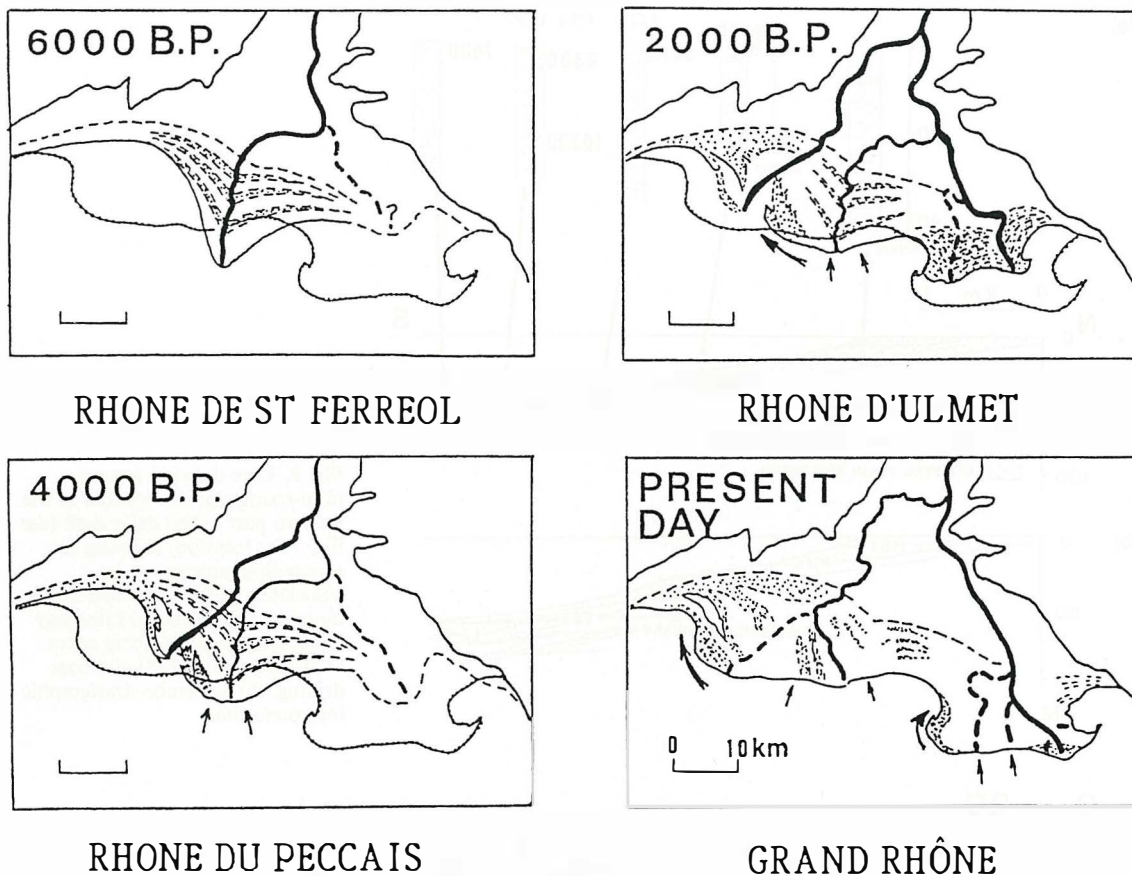 6000 B.P.
?
RHONE DE ST FERREOL
2000 B.P.
RHONE D'ULMET
4000 B.P.
RHONE DU PECCAIS
PRESENT
DAY
0 10km
GRAND RHÔNE